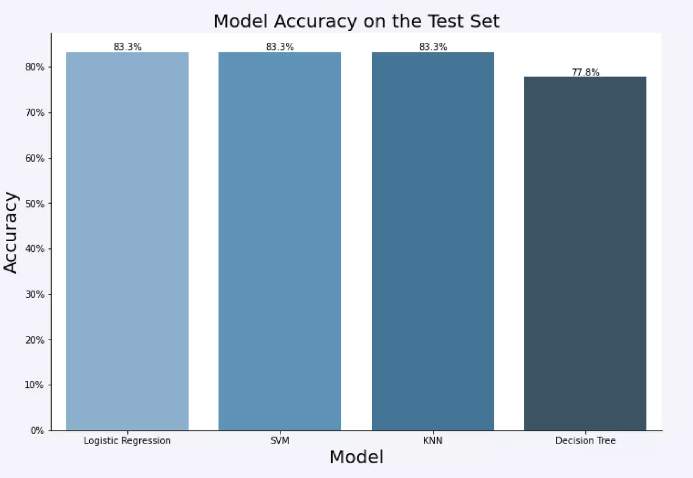 Model Accuracy on the Test Set
83.3% 83.3% 83.3% 77.8%
Accuracy
80%
70%
60%
50%
40%
30%
20%
10%
0%
Logistic Regression SVM KNN Decision Tree
Model